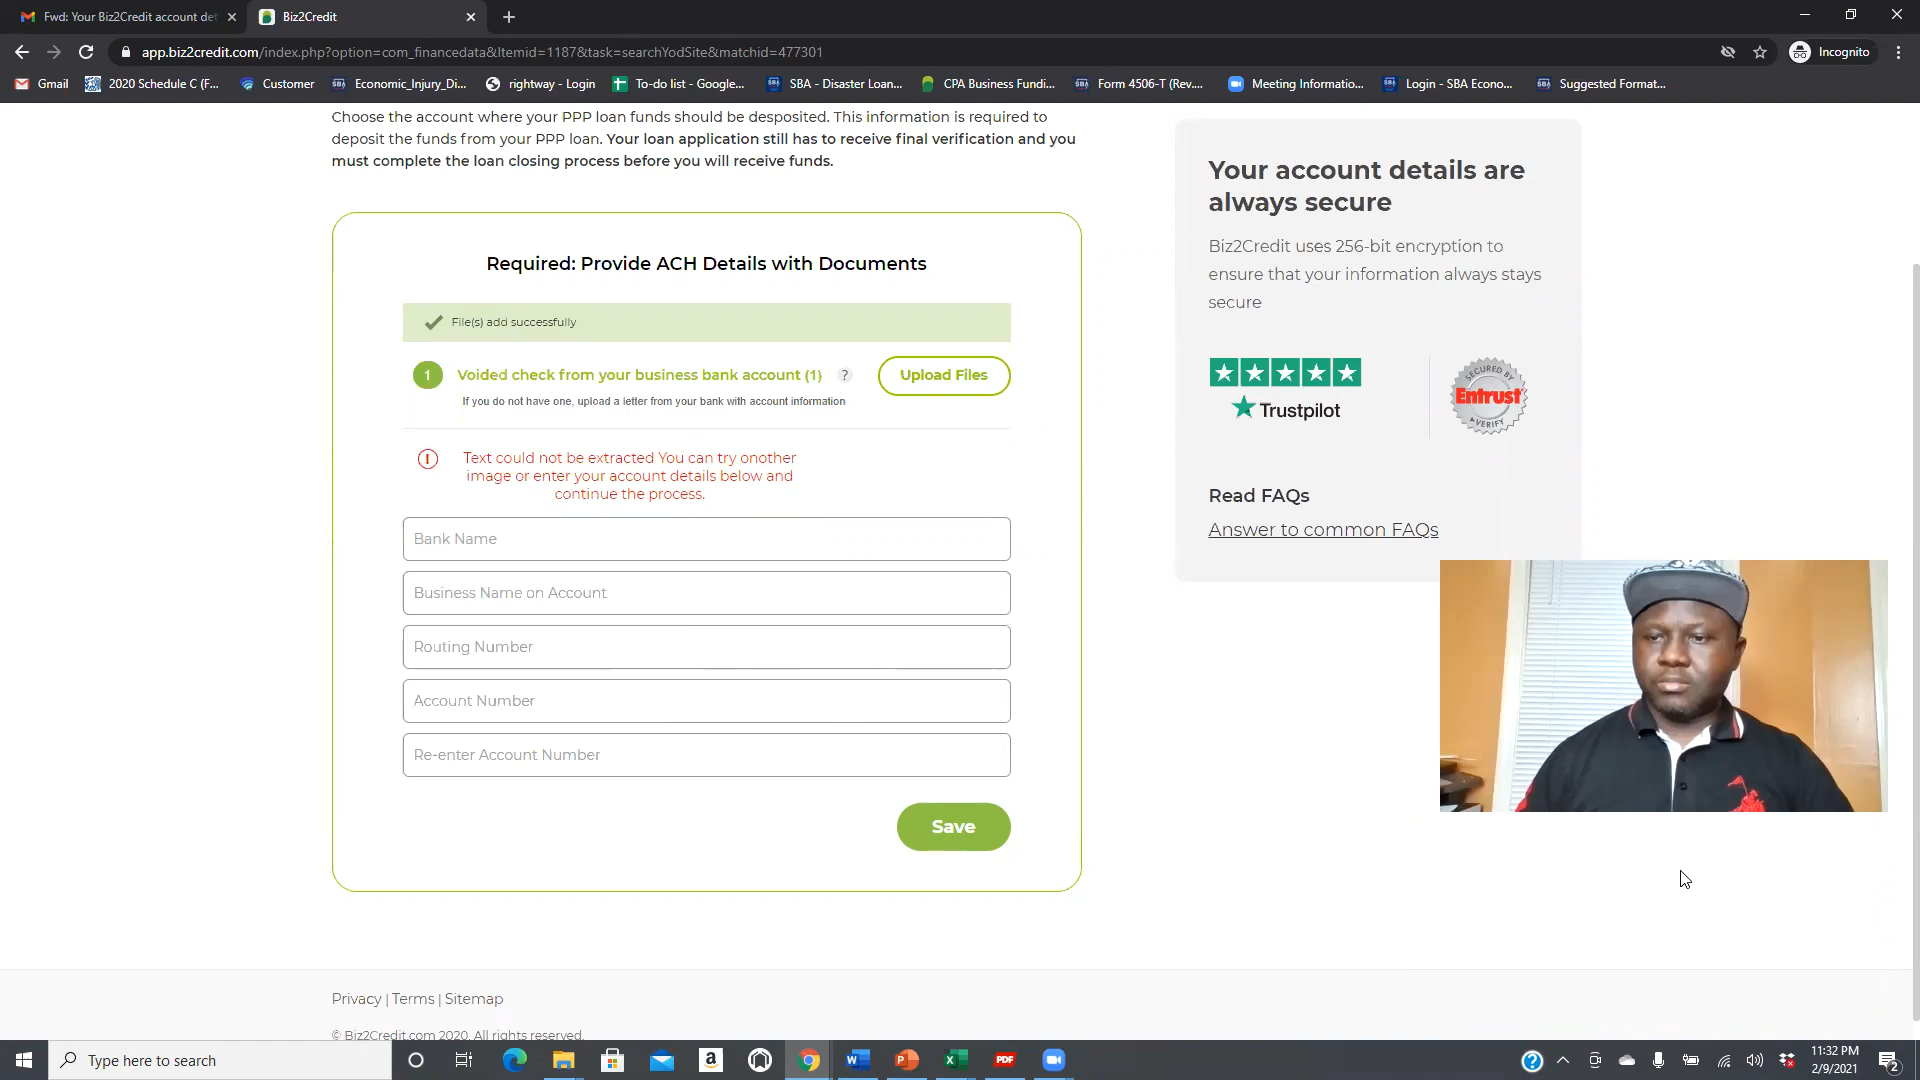 Fwd: Your Biz2Credit account det
Biz2Credit
app.biz2credit.com/index.php?option=com_financedata&Itemid=1187&task=searchYodSite&matchid=477301
Incognito
Gmail
2020 Schedule C (F...
Customer
Economic_Injury_Di...
rightway - Login
To-do list - Google...
SBA - Disaster Loan...
CPA Business Fundi...
Form 4506-T (Rev....
Meeting Informatio...
Login - SBA Econo...
Suggested Format...
Choose the account where your PPP loan funds should be desposited. This information is required to
deposit the funds from your PPP loan. Your loan application still has to receive final verification and you
must complete the loan closing process before you will receive funds.
Required: Provide ACH Details with Documents
File(s) add successfully
1 Voided check from your business bank account (1) ? Upload Files
If you do not have one, upload a letter from your bank with account information
! Text could not be extracted You can try onother
image or enter your account details below and
continue the process.
Bank Name
Business Name on Account
Routing Number
Account Number
Re-enter Account Number
Save
Your account details are
always secure
Biz2Credit uses 256-bit encryption to
ensure that your information always stays
secure
Trustpilot
SECURED BY
Entrust
VERIFY
Read FAQs
Answer to common FAQs
Privacy | Terms | Sitemap
© Biz2Credit.com 2020. All rights reserved.
Type here to search
11:32 PM
2/9/2021
2